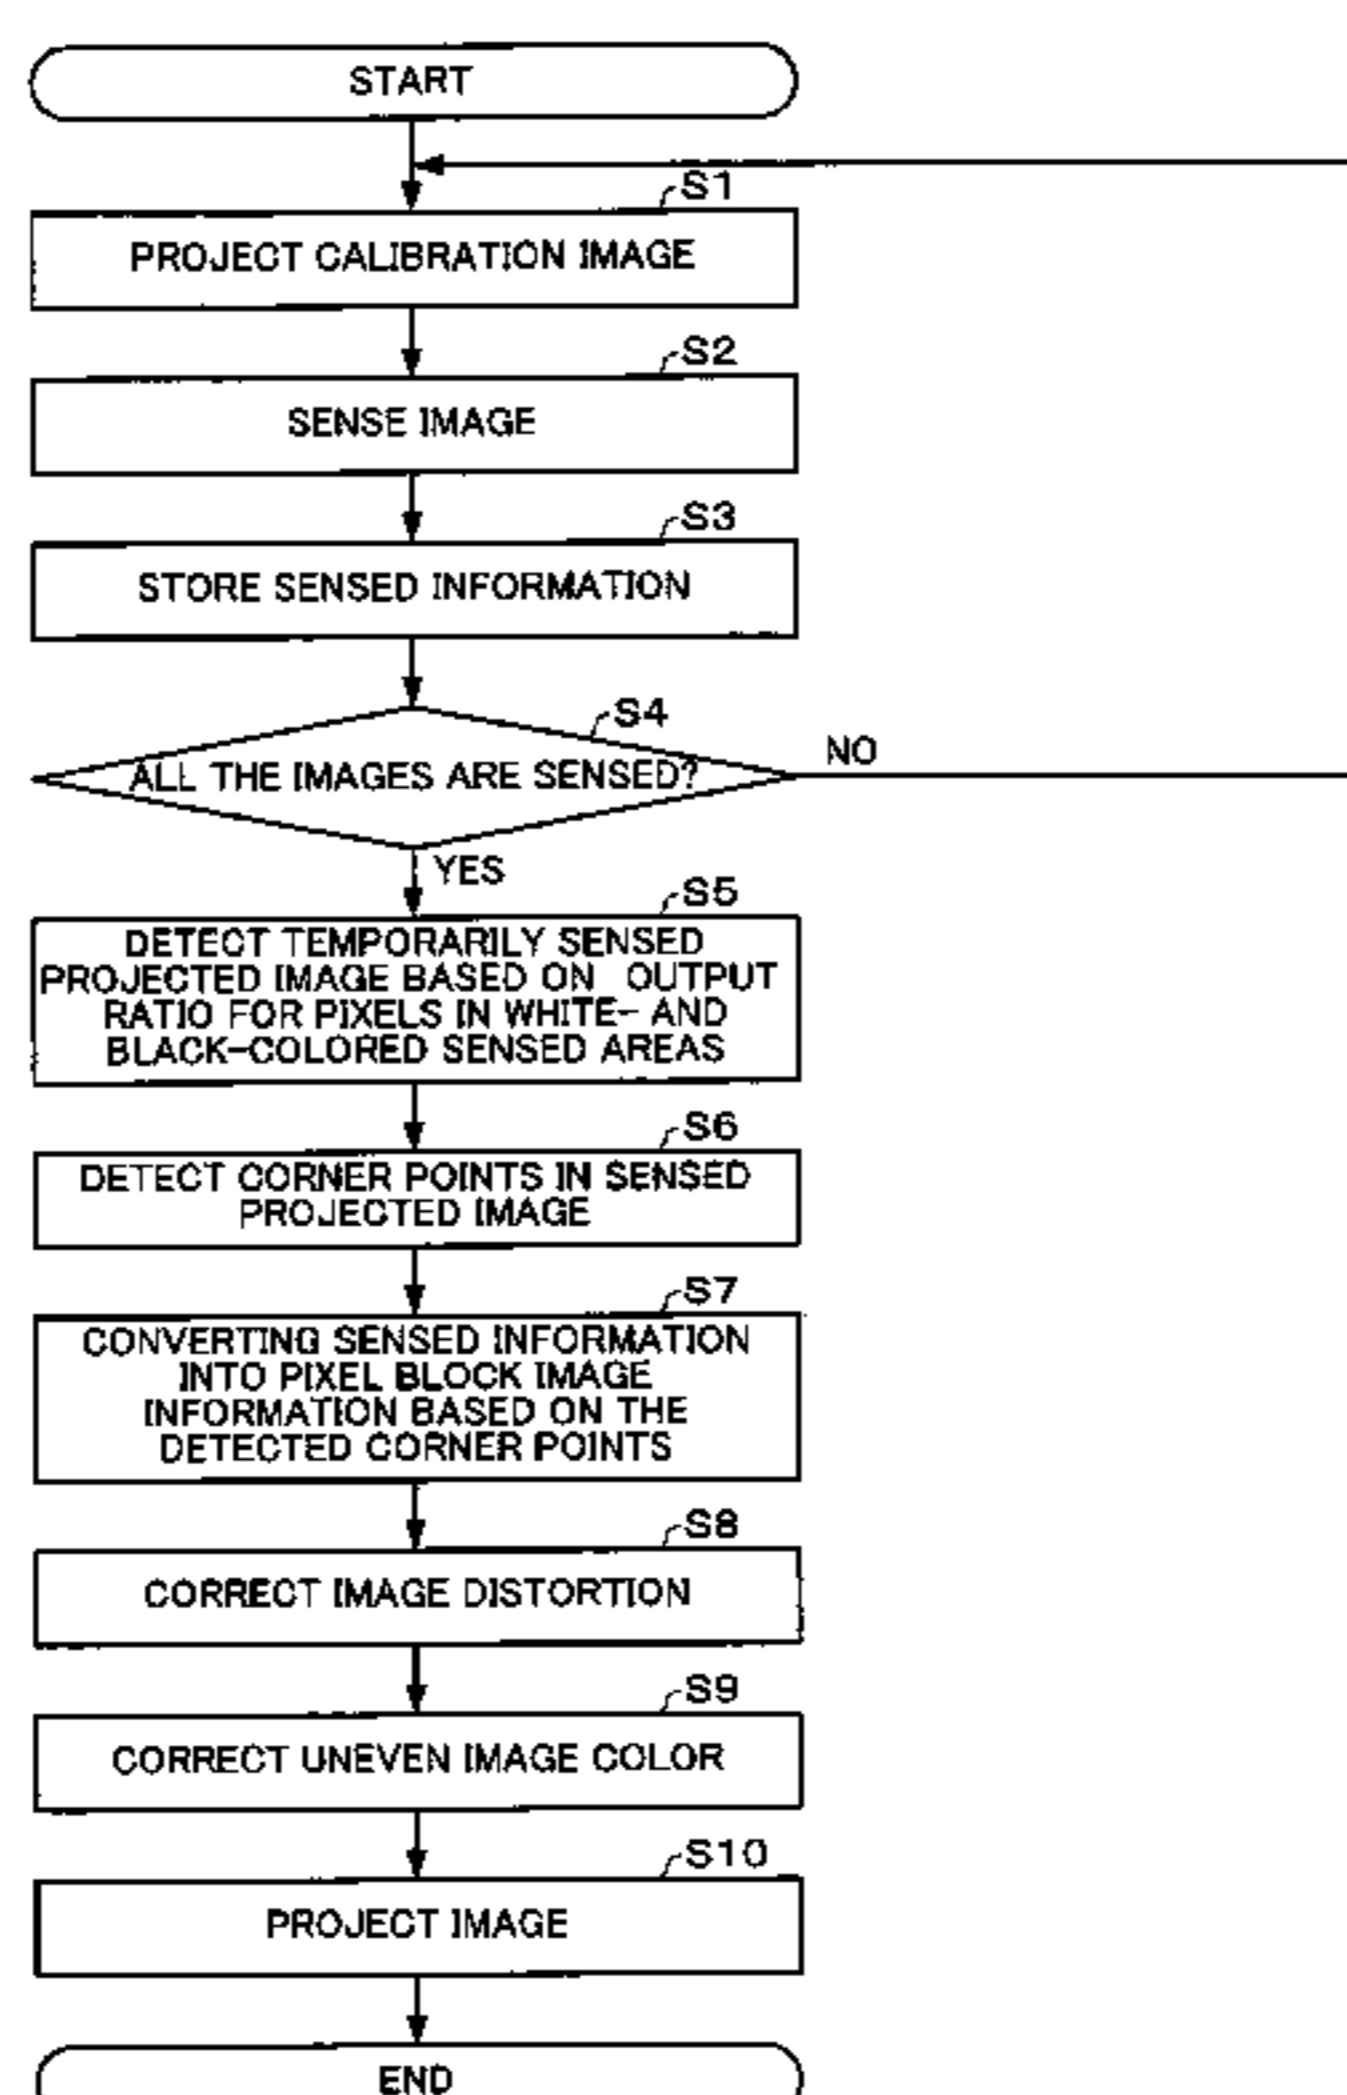 START
S1
PROJECT CALIBRATION IMAGE
S2
SENSE IMAGE
S3
STORE SENSED INFORMATION
S4
ALL THE IMAGES ARE SENSED?
NO
YES
S5
DETECT TEMPORARILY SENSED
PROJECTED IMAGE BASED ON OUTPUT
RATIO FOR PIXELS IN WHITE- AND
BLACK-COLORED SENSED AREAS
S6
DETECT CORNER POINTS IN SENSED
PROJECTED IMAGE
S7
CONVERTING SENSED INFORMATION
INTO PIXEL BLOCK IMAGE
INFORMATION BASED ON THE
DETECTED CORNER POINTS
S8
CORRECT IMAGE DISTORTION
S9
CORRECT UNEVEN IMAGE COLOR
S10
PROJECT IMAGE
END